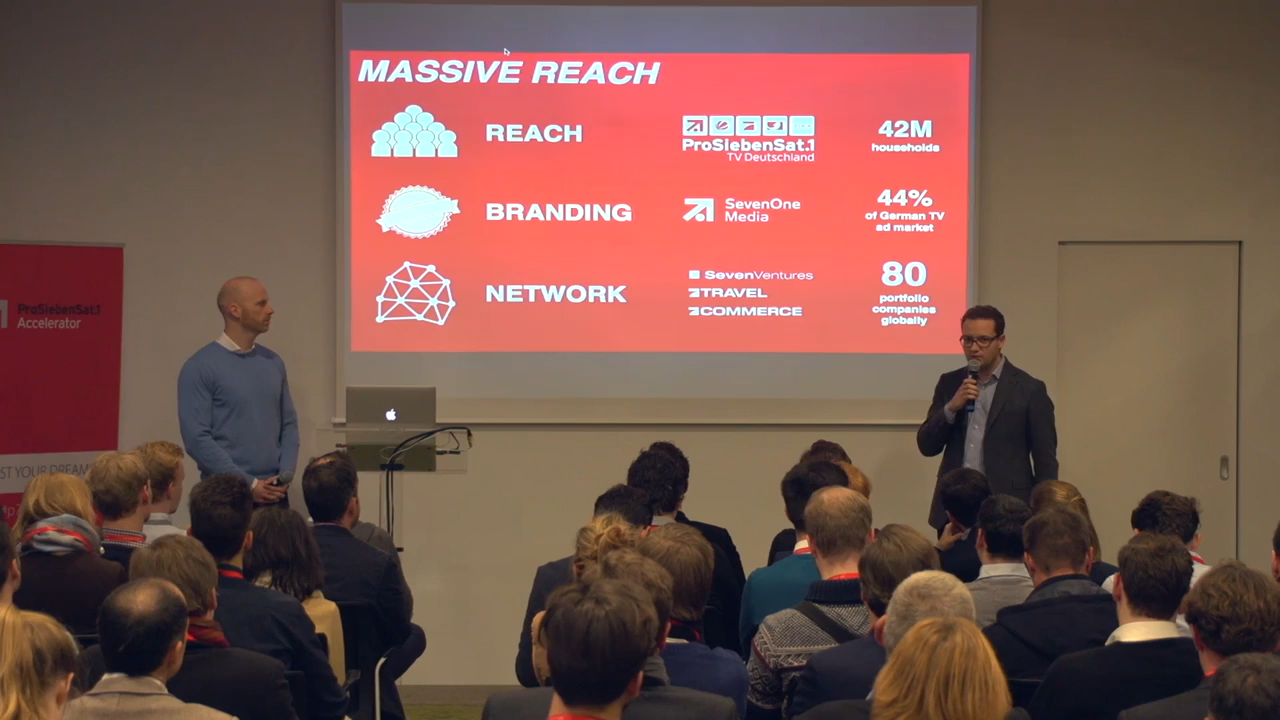 MASSIVE REACH
REACH
ProSiebenSat.1
TV Deutschland
42M
households
BRANDING
SevenOne
Media
44%
of German TV
ad market
NETWORK
SevenVentures
TRAVEL
COMMERCE
80
portfolio
companies
globally
ProSiebenSat.1
Accelerator
YOUR DREAM